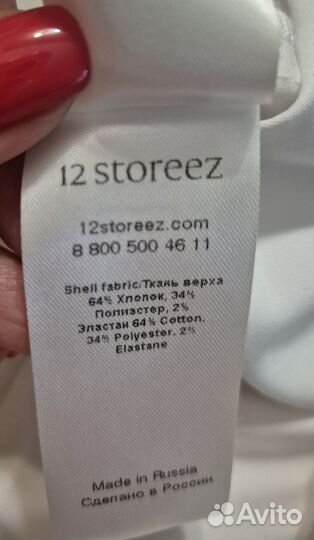 12 storeez
12storeez.com
8 800 500 46 11
Shell fabric/Ткань верха
64% Хлопок, 34%
Полиэстер, 2%
Эластан 64% Cotton,
34% Polyester, 2%
Elastane
Made in Russia
Сделано в России
Avito